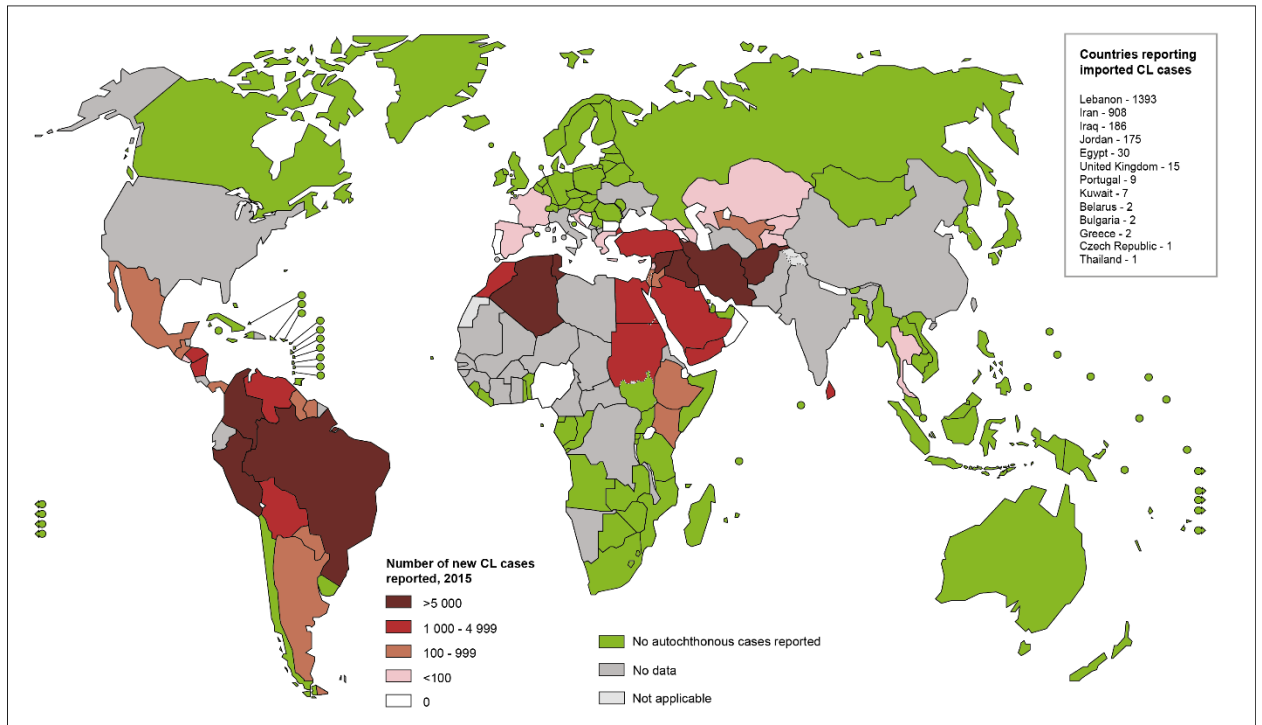 Countries reporting
imported CL cases
Lebanon - 1393
Iran - 908
Iraq - 186
Jordan - 175
Egypt - 30
United Kingdom - 15
Portugal - 9
Kuwait - 7
Belarus - 2
Bulgaria - 2
Greece - 2
Czech Republic - 1
Thailand - 1
Number of new CL cases
reported, 2015
>5 000
1 000 - 4 999
100 - 999
<100
0
No autochthonous cases reported
No data
Not applicable